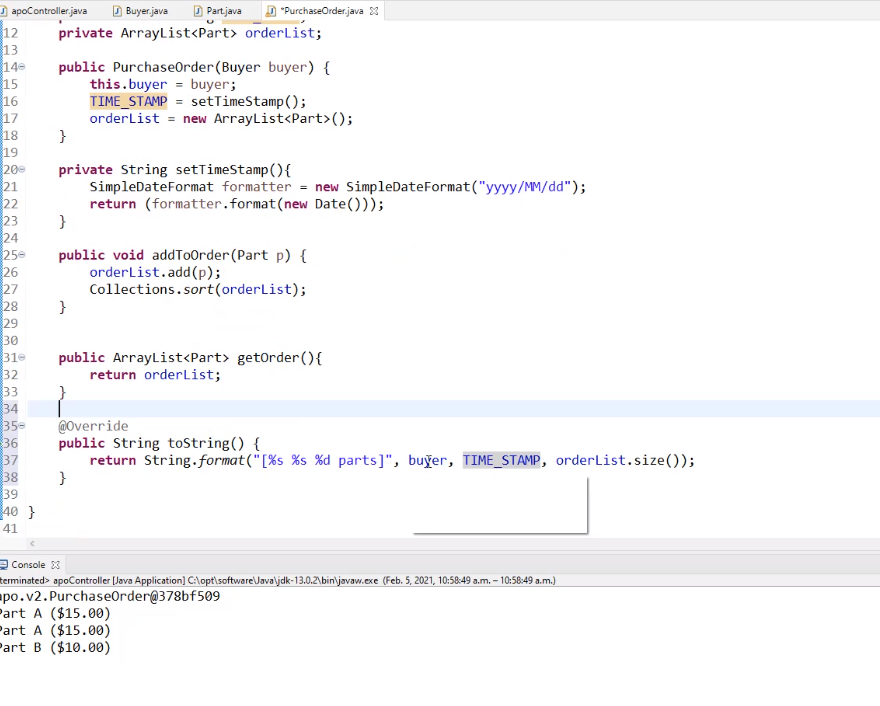 apoController.java Buyer.java Part.java *PurchaseOrder.java
12 private ArrayList<Part> orderList;
13
14 public PurchaseOrder(Buyer buyer) {
15 this.buyer = buyer;
16 TIME_STAMP = setTimeStamp();
17 orderList = new ArrayList<Part>();
18 }
19
20 private String setTimeStamp(){
21 SimpleDateFormat formatter = new SimpleDateFormat("yyyy/MM/dd");
22 return (formatter.format(new Date()));
23 }
24
25 public void addToOrder(Part p) {
26 orderList.add(p);
27 Collections.sort(orderList);
28 }
29
30
31 public ArrayList<Part> getOrder(){
32 return orderList;
33 }
34
35 @Override
36 public String toString() {
37 return String.format("[%s %s %d parts]", buyer, TIME_STAMP, orderList.size());
38 }
39
40 }
41
Console
terminated> apoController [Java Application] C:\opt\software\Java\jdk-13.0.2\bin\javaw.exe (Feb. 5, 2021, 10:58:49 a.m. – 10:58:49 a.m.)
apo.v2.PurchaseOrder@378bf509
Part A ($15.00)
Part A ($15.00)
Part B ($10.00)